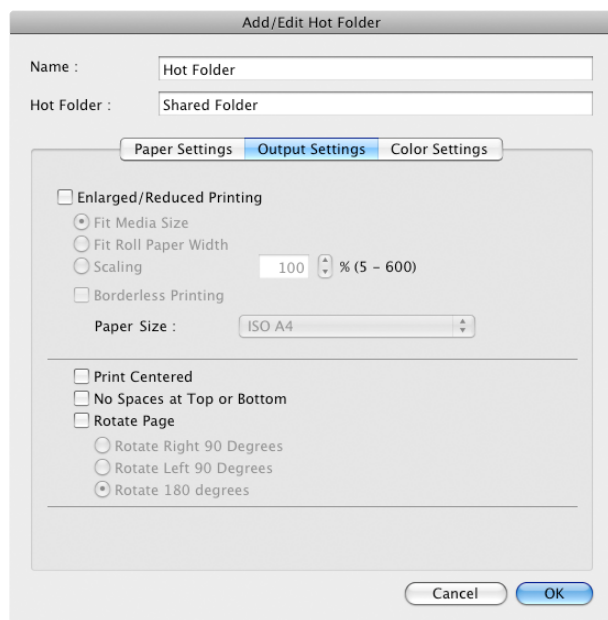 Add/Edit Hot Folder
Name : Hot Folder
Hot Folder : Shared Folder
Paper Settings Output Settings Color Settings
Enlarged/Reduced Printing
Fit Media Size
Fit Roll Paper Width
Scaling 100 % (5 – 600)
Borderless Printing
Paper Size : ISO A4
Print Centered
No Spaces at Top or Bottom
Rotate Page
Rotate Right 90 Degrees
Rotate Left 90 Degrees
Rotate 180 degrees
Cancel OK